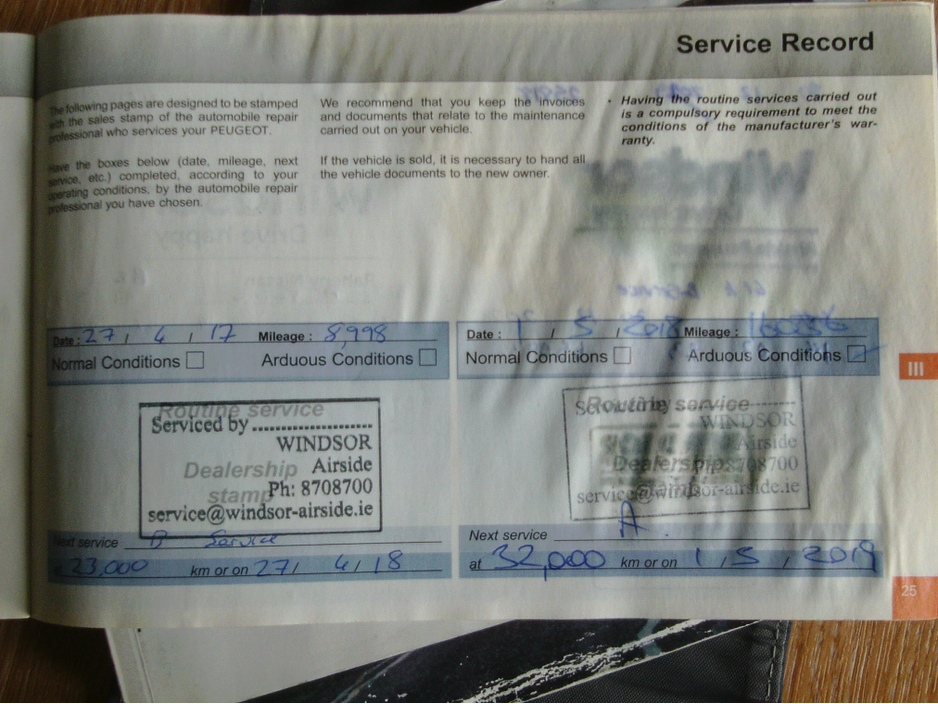 Service Record
The following pages are designed to be stamped
with the sales stamp of the automobile repair
professional who services your PEUGEOT.
Have the boxes below (date, mileage, next
service, etc.) completed, according to your
operating conditions, by the automobile repair
professional you have chosen.
We recommend that you keep the invoices
and documents that relate to the maintenance
carried out on your vehicle.
If the vehicle is sold, it is necessary to hand all
the vehicle documents to the new owner.
• Having the routine services carried out
is a compulsory requirement to meet the
conditions of the manufacturer's war-
ranty.
Date : 27 / 4 / 17 Mileage : 8,998
Normal Conditions Arduous Conditions
Routine service
Serviced by
WINDSOR
Dealership Airside
stamp Ph: 8708700
service@windsor-airside.ie
Next service B Service
23,000 km or on 27/ 4 / 18
Date : 1 / 5 / 2018 Mileage :
Normal Conditions Arduous Conditions
Routine service
Serviced by
WINDSOR
Airside
Dealership Ph: 8708700
service@windsor-airside.ie
Next service A
at 32,000 km or on 1 / 5 / 2019
III
25